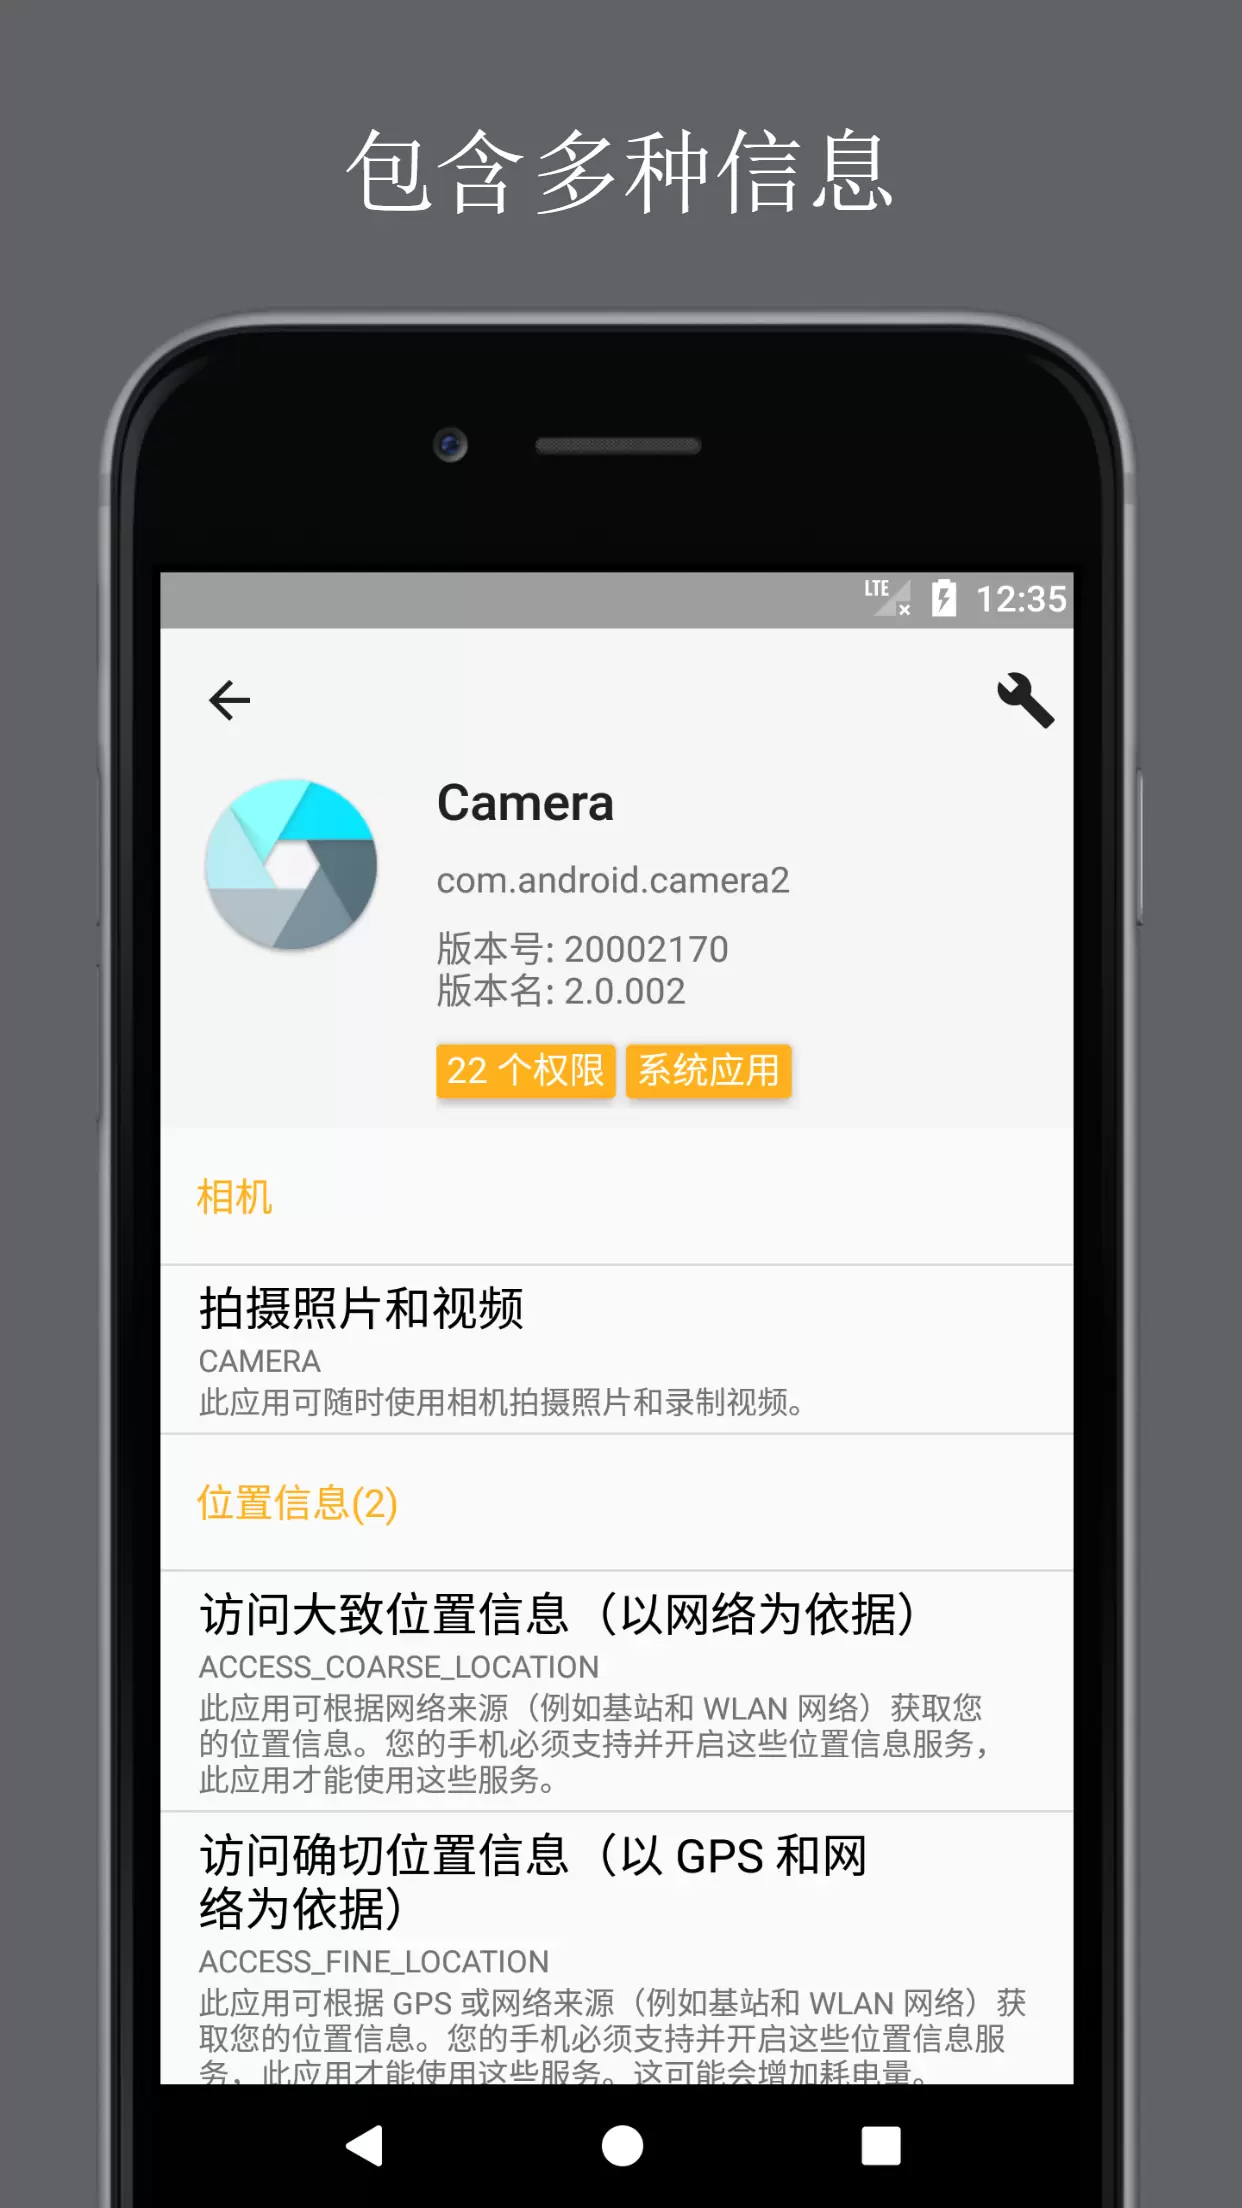 包含多种信息
LTE 12:35
Camera
com.android.camera2
版本号: 20002170
版本名: 2.0.002
22 个权限 系统应用
相机
拍摄照片和视频
CAMERA
此应用可随时使用相机拍摄照片和录制视频。
位置信息(2)
访问大致位置信息（以网络为依据）
ACCESS_COARSE_LOCATION
此应用可根据网络来源（例如基站和 WLAN 网络）获取您
的位置信息。您的手机必须支持并开启这些位置信息服务，
此应用才能使用这些服务。
访问确切位置信息（以 GPS 和网
络为依据）
ACCESS_FINE_LOCATION
此应用可根据 GPS 或网络来源（例如基站和 WLAN 网络）获
取您的位置信息。您的手机必须支持并开启这些位置信息服
务，此应用才能使用这些服务。这可能会增加耗电量。